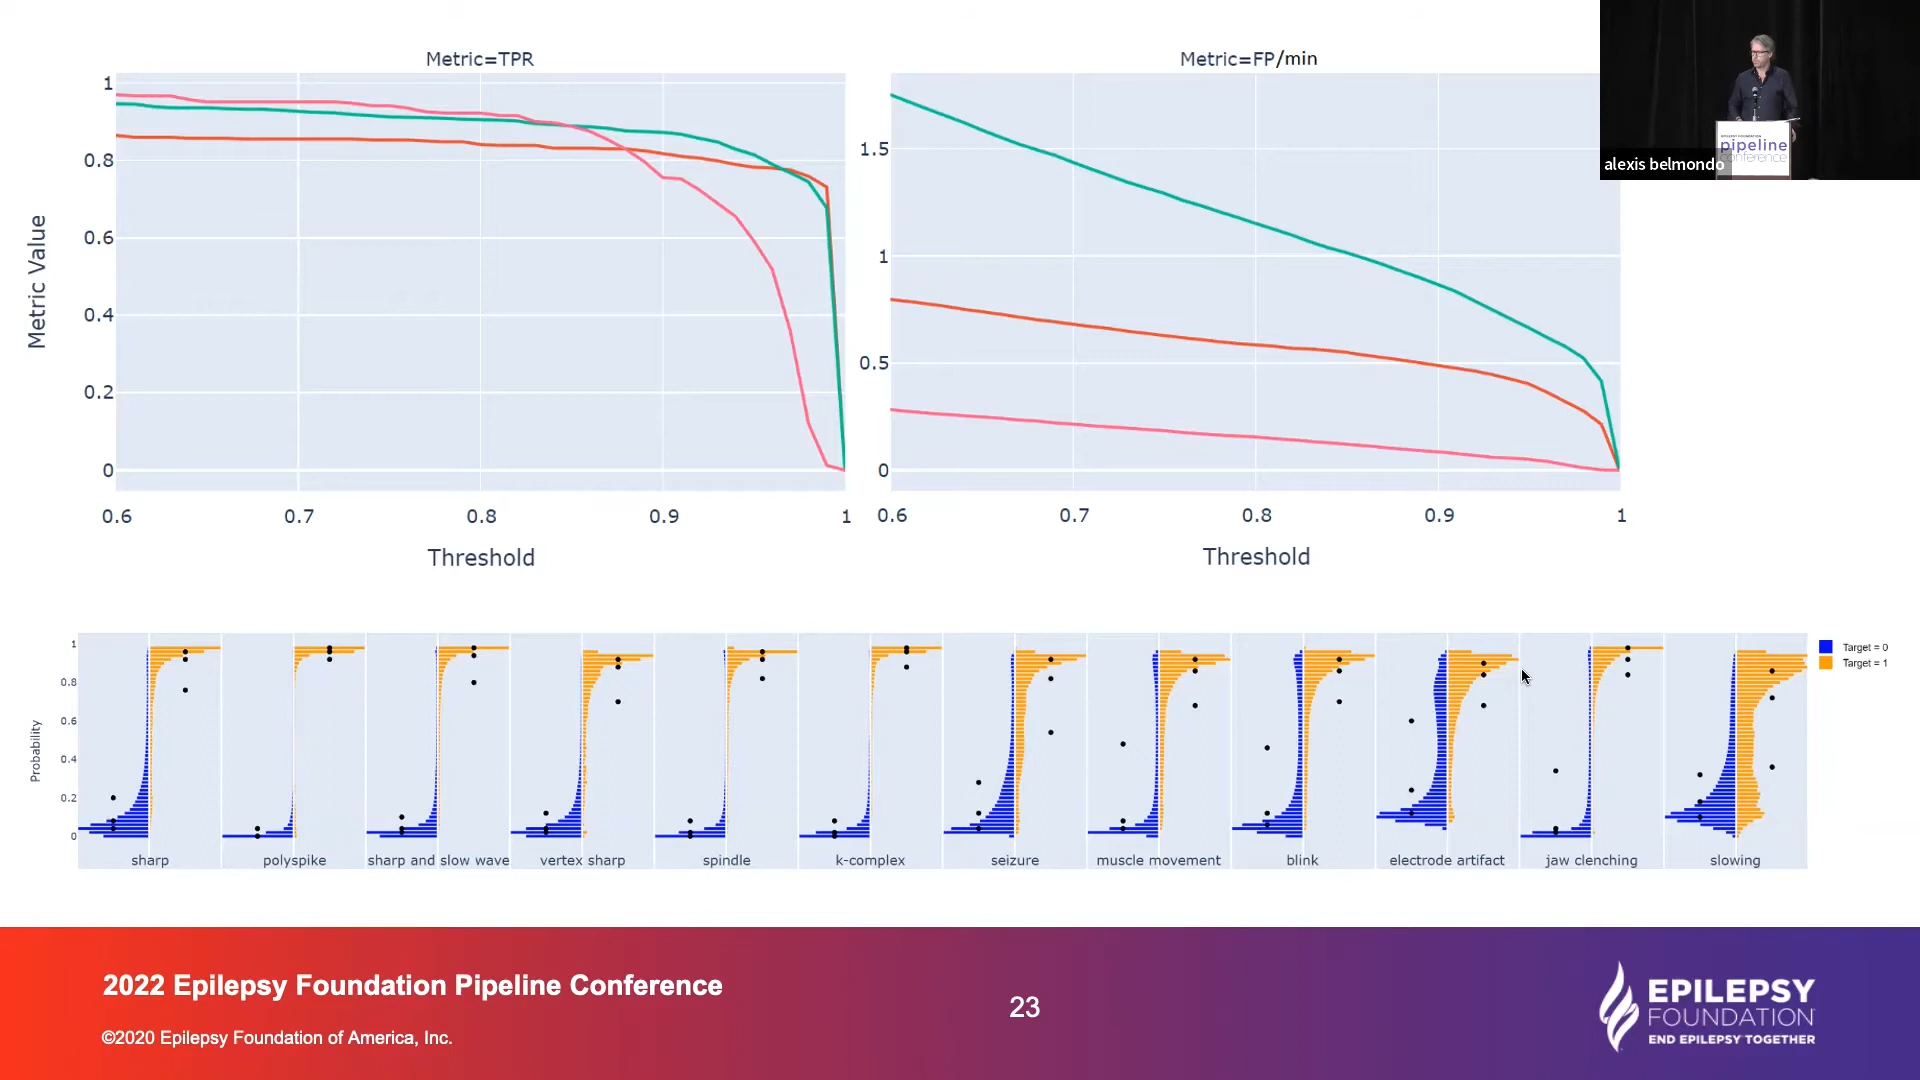 Metric=TPR
Metric=FP/min
1
0.8
0.6
0.4
0.2
0
Metric Value
1.5
1
0.5
0
0.6 0.7 0.8 0.9 1
0.6 0.7 0.8 0.9 1
Threshold
Threshold
EPILEPSY FOUNDATION
pipeline
conference
alexis belmondo
1
0.8
0.6
0.4
0.2
0
Probability
sharp polyspike sharp and slow wave vertex sharp spindle k-complex seizure muscle movement blink electrode artifact jaw clenching slowing
Target = 0
Target = 1
2022 Epilepsy Foundation Pipeline Conference
©2020 Epilepsy Foundation of America, Inc.
23
EPILEPSY
FOUNDATION
END EPILEPSY TOGETHER